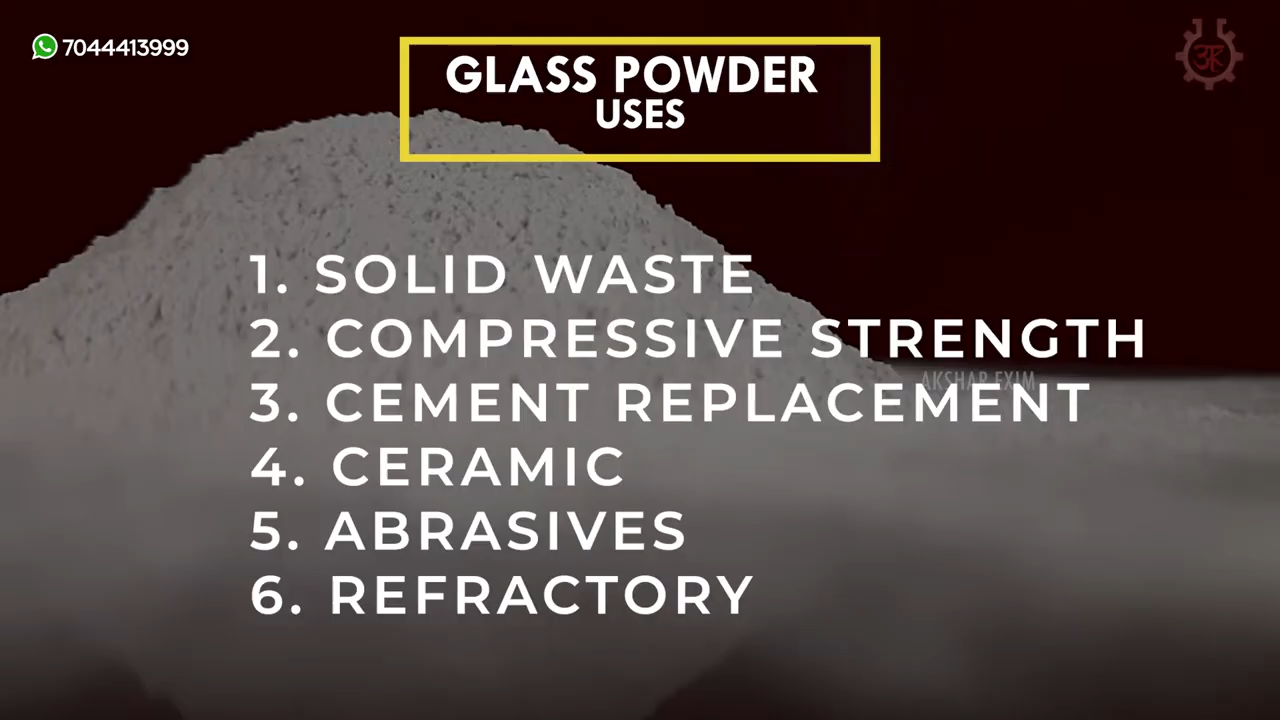 7044413999
GLASS POWDER
USES
1. SOLID WASTE
2. COMPRESSIVE STRENGTH
AKSHAR EXIM
3. CEMENT REPLACEMENT
4. CERAMIC
5. ABRASIVES
6. REFRACTORY